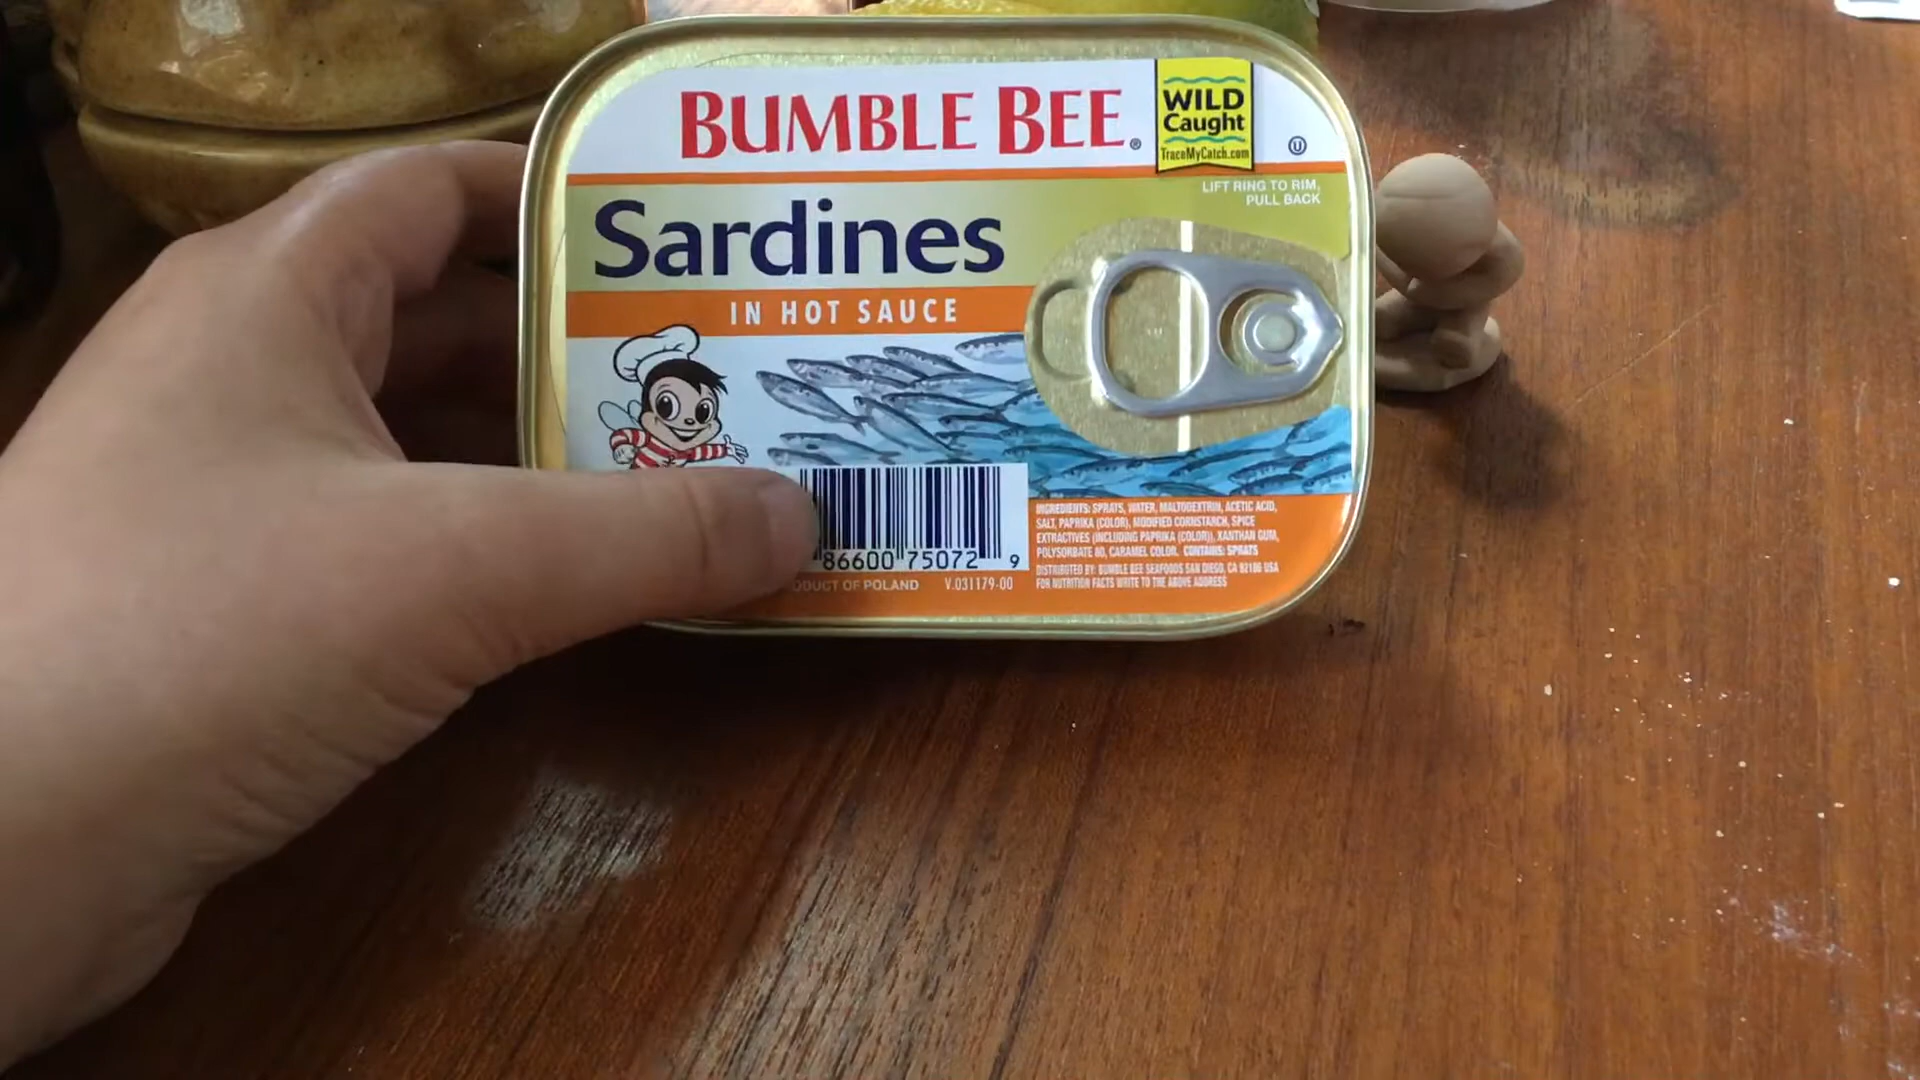 BUMBLE BEE®
WILD
Caught
TraceMyCatch.com
U
LIFT RING TO RIM,
PULL BACK
Sardines
IN HOT SAUCE
INGREDIENTS: SPRATS, WATER, MALTODEXTRIN, ACETIC ACID,
SALT, PAPRIKA (COLOR), MODIFIED CORNSTARCH, SPICE
EXTRACTIVES (INCLUDING PAPRIKA (COLOR)), XANTHAN GUM,
POLYSORBATE 80, CARAMEL COLOR. CONTAINS: SPRATS
DISTRIBUTED BY: BUMBLE BEE SEAFOODS SAN DIEGO, CA 92186 USA
FOR NUTRITION FACTS WRITE TO THE ABOVE ADDRESS
86600 75072 9
ODUCT OF POLAND V.031179-00